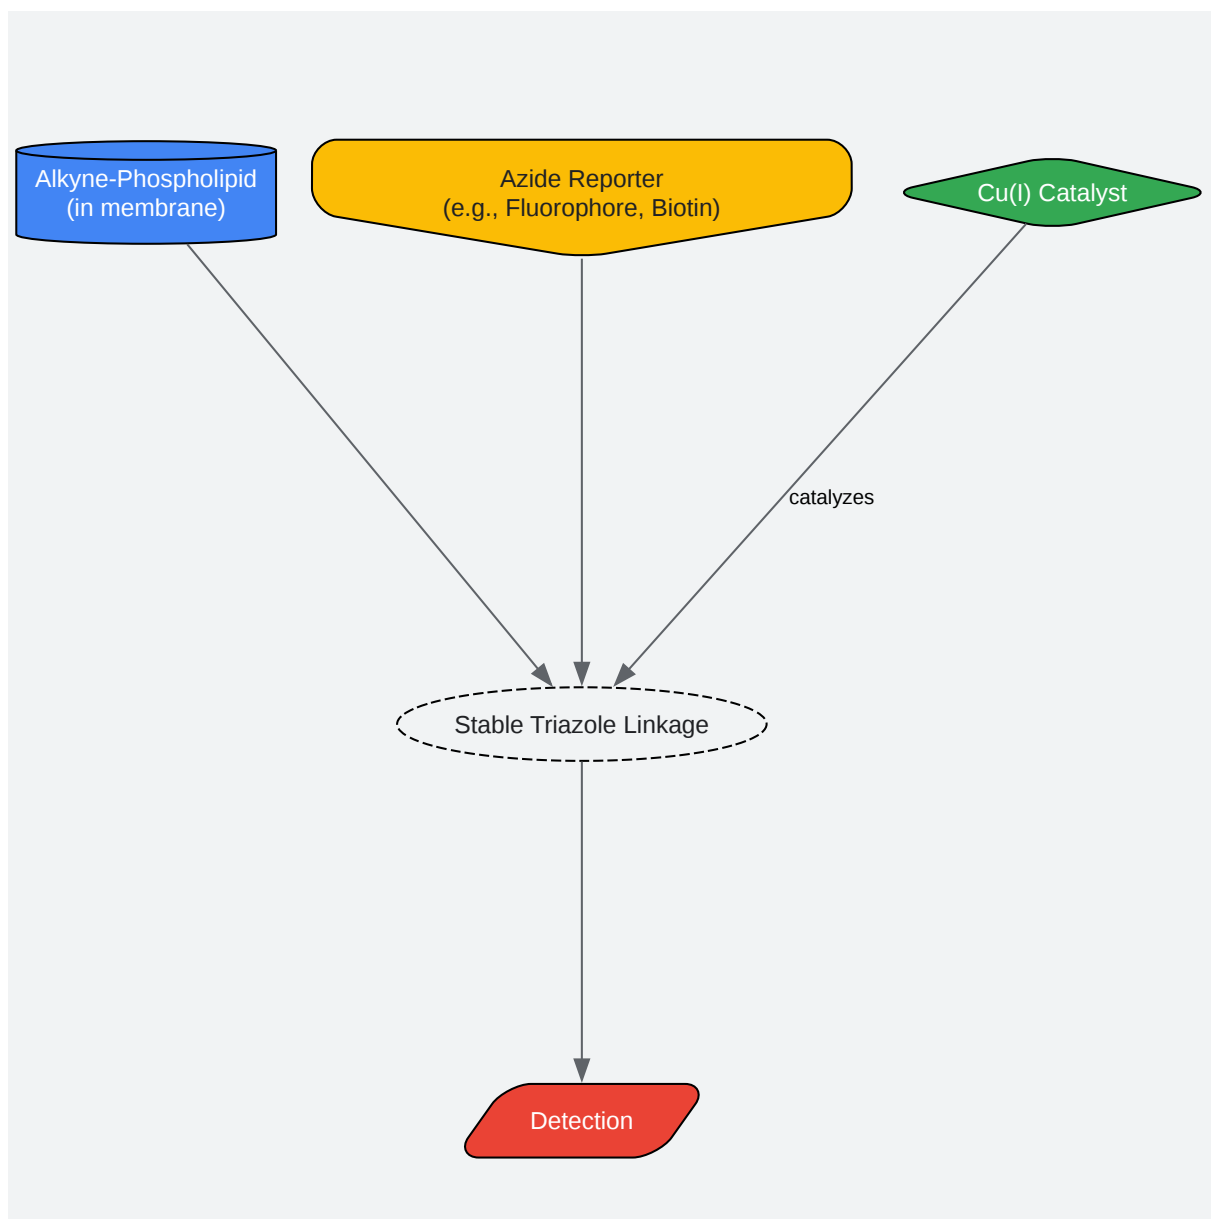 Alkyne-Phospholipid
(in membrane)
Azide Reporter
(e.g., Fluorophore, Biotin)
Cu(I) Catalyst
catalyzes
Stable Triazole Linkage
Detection